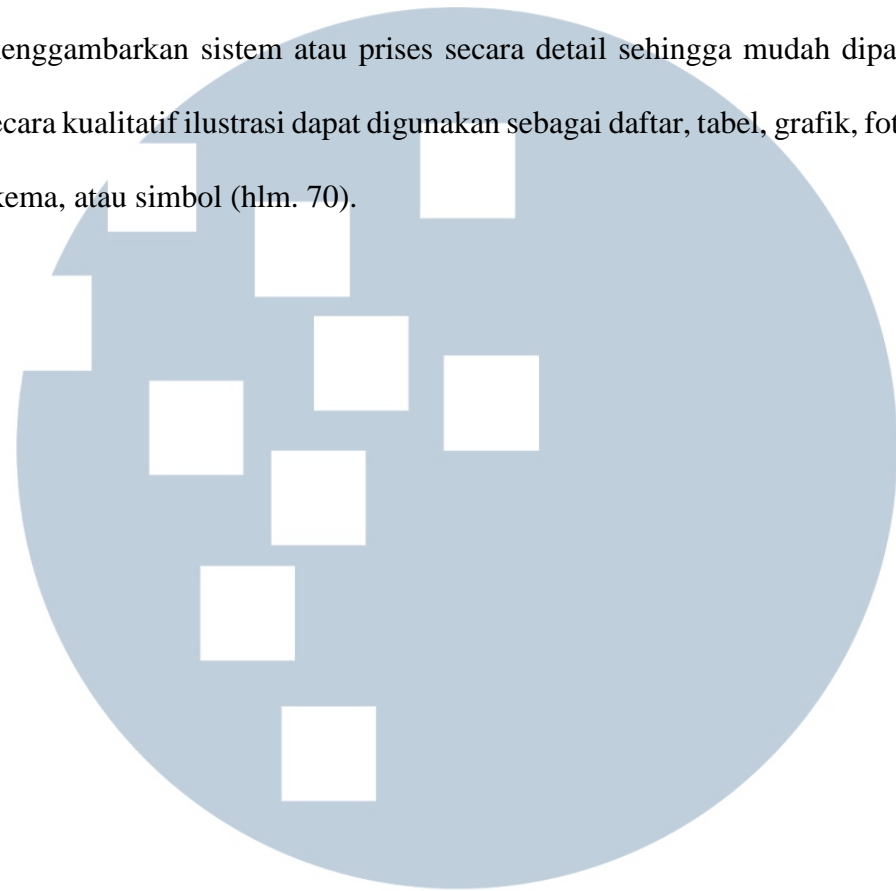 enggambarkan sistem atau prises secara detail sehingga mudah dipa
ecara kualitatif ilustrasi dapat digunakan sebagai daftar, tabel, grafik, fot
kema, atau simbol (hlm. 70).